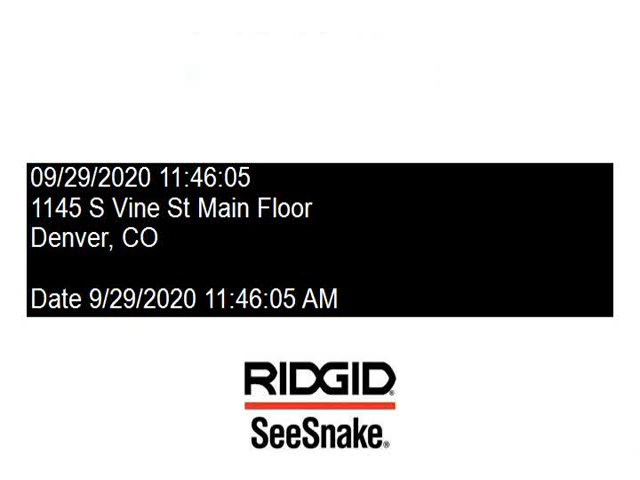 09/29/2020 11:46:05
1145 S Vine St Main Floor
Denver, CO
Date 9/29/2020 11:46:05 AM
RIDGID®
SeeSnake®